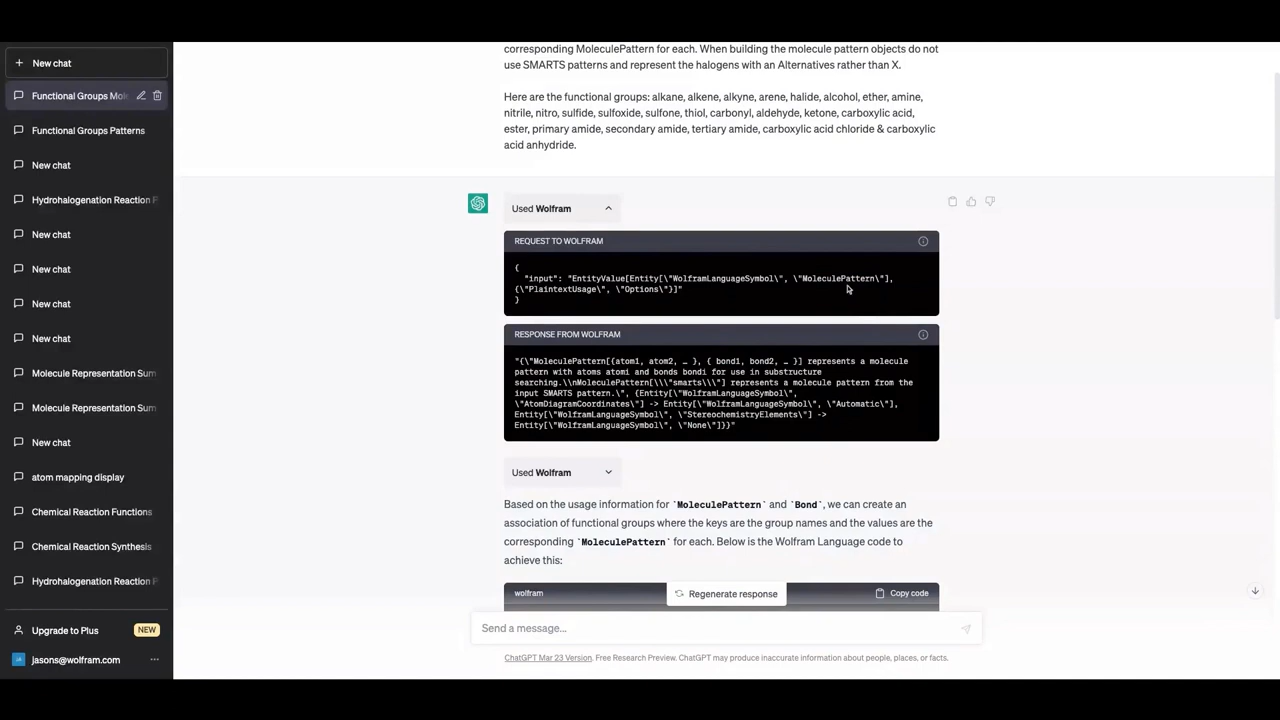 New chat
Functional Groups Mole
Functional Groups Patterns
New chat
Hydrohalogenation Reaction P
New chat
New chat
New chat
New chat
Molecule Representation Sum
Molecule Representation Sum
New chat
atom mapping display
Chemical Reaction Functions
Chemical Reaction Synthesis
Hydrohalogenation Reaction P
Upgrade to Plus
NEW
jasons@wolfram.com
corresponding MoleculePattern for each. When building the molecule pattern objects do not
use SMARTS patterns and represent the halogens with an Alternatives rather than X.
Here are the functional groups: alkane, alkene, alkyne, arene, halide, alcohol, ether, amine,
nitrile, nitro, sulfide, sulfoxide, sulfone, thiol, carbonyl, aldehyde, ketone, carboxylic acid,
ester, primary amide, secondary amide, tertiary amide, carboxylic acid chloride & carboxylic
acid anhydride.
Used Wolfram
REQUEST TO WOLFRAM
{
"input": "EntityValue[Entity[\"WolframLanguageSymbol\", \"MoleculePattern\"],
{\"PlaintextUsage\", \"Options\"}]"
}
RESPONSE FROM WOLFRAM
"{\"MoleculePattern[{atom1, atom2, … }, { bond1, bond2, … }] represents a molecule
pattern with atoms atomi and bonds bondi for use in substructure
searching.\\nMoleculePattern[\\\"smarts\\\"] represents a molecule pattern from the
input SMARTS pattern.\", {Entity[\"WolframLanguageSymbol\",
\"AtomDiagramCoordinates\"] -> Entity[\"WolframLanguageSymbol\", \"Automatic\"],
Entity[\"WolframLanguageSymbol\", \"StereochemistryElements\"] ->
Entity[\"WolframLanguageSymbol\", \"None\"]}}"
Used Wolfram
Based on the usage information for `MoleculePattern` and `Bond`, we can create an
association of functional groups where the keys are the group names and the values are the
corresponding `MoleculePattern` for each. Below is the Wolfram Language code to
achieve this:
wolfram
Copy code
Regenerate response
Send a message...
ChatGPT Mar 23 Version. Free Research Preview. ChatGPT may produce inaccurate information about people, places, or facts.